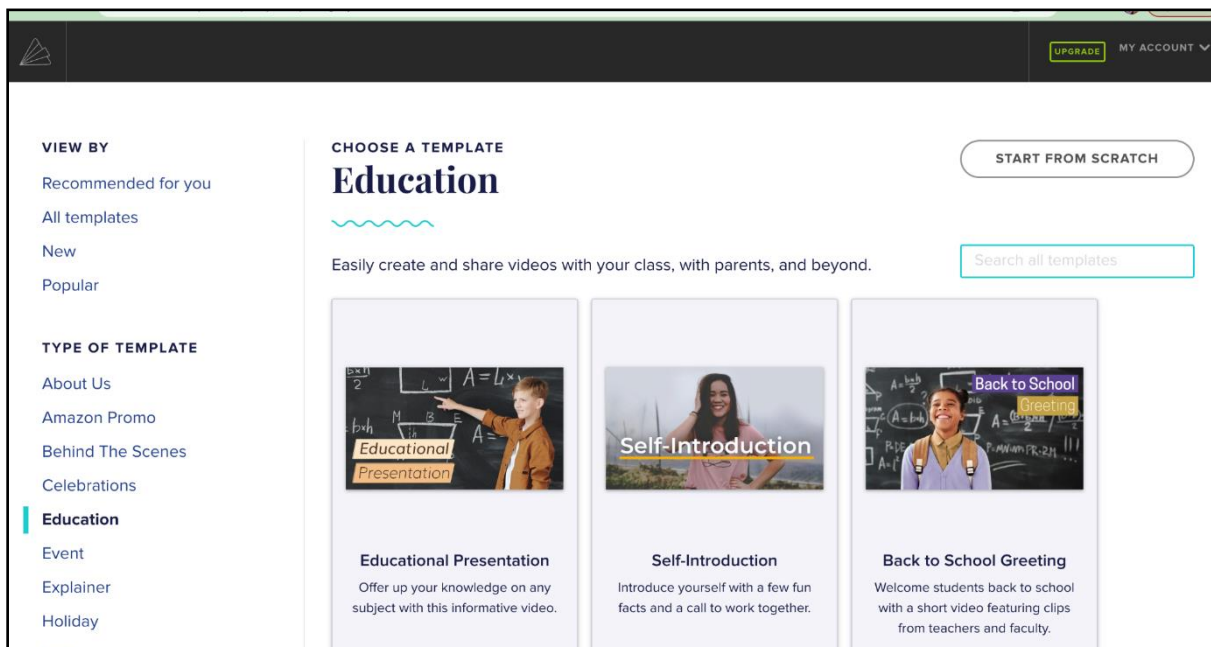 UPGRADE
MY ACCOUNT
VIEW BY
Recommended for you
All templates
New
Popular
TYPE OF TEMPLATE
About Us
Amazon Promo
Behind The Scenes
Celebrations
Education
Event
Explainer
Holiday
CHOOSE A TEMPLATE
Education
START FROM SCRATCH
Easily create and share videos with your class, with parents, and beyond.
Search all templates
Educational
Presentation
Educational Presentation
Offer up your knowledge on any
subject with this informative video.
Self-Introduction
Self-Introduction
Introduce yourself with a few fun
facts and a call to work together.
Back to School
Greeting
Back to School Greeting
Welcome students back to school
with a short video featuring clips
from teachers and faculty.